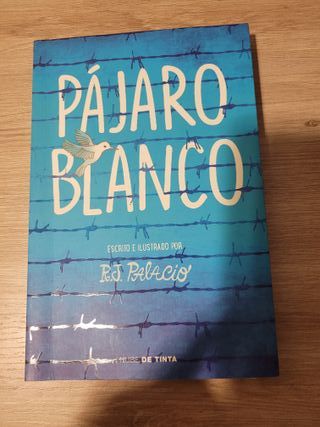 PÁJARO
BLANCO
ESCRITO E ILUSTRADO POR
R.J. PALACIO
NUBE DE TINTA